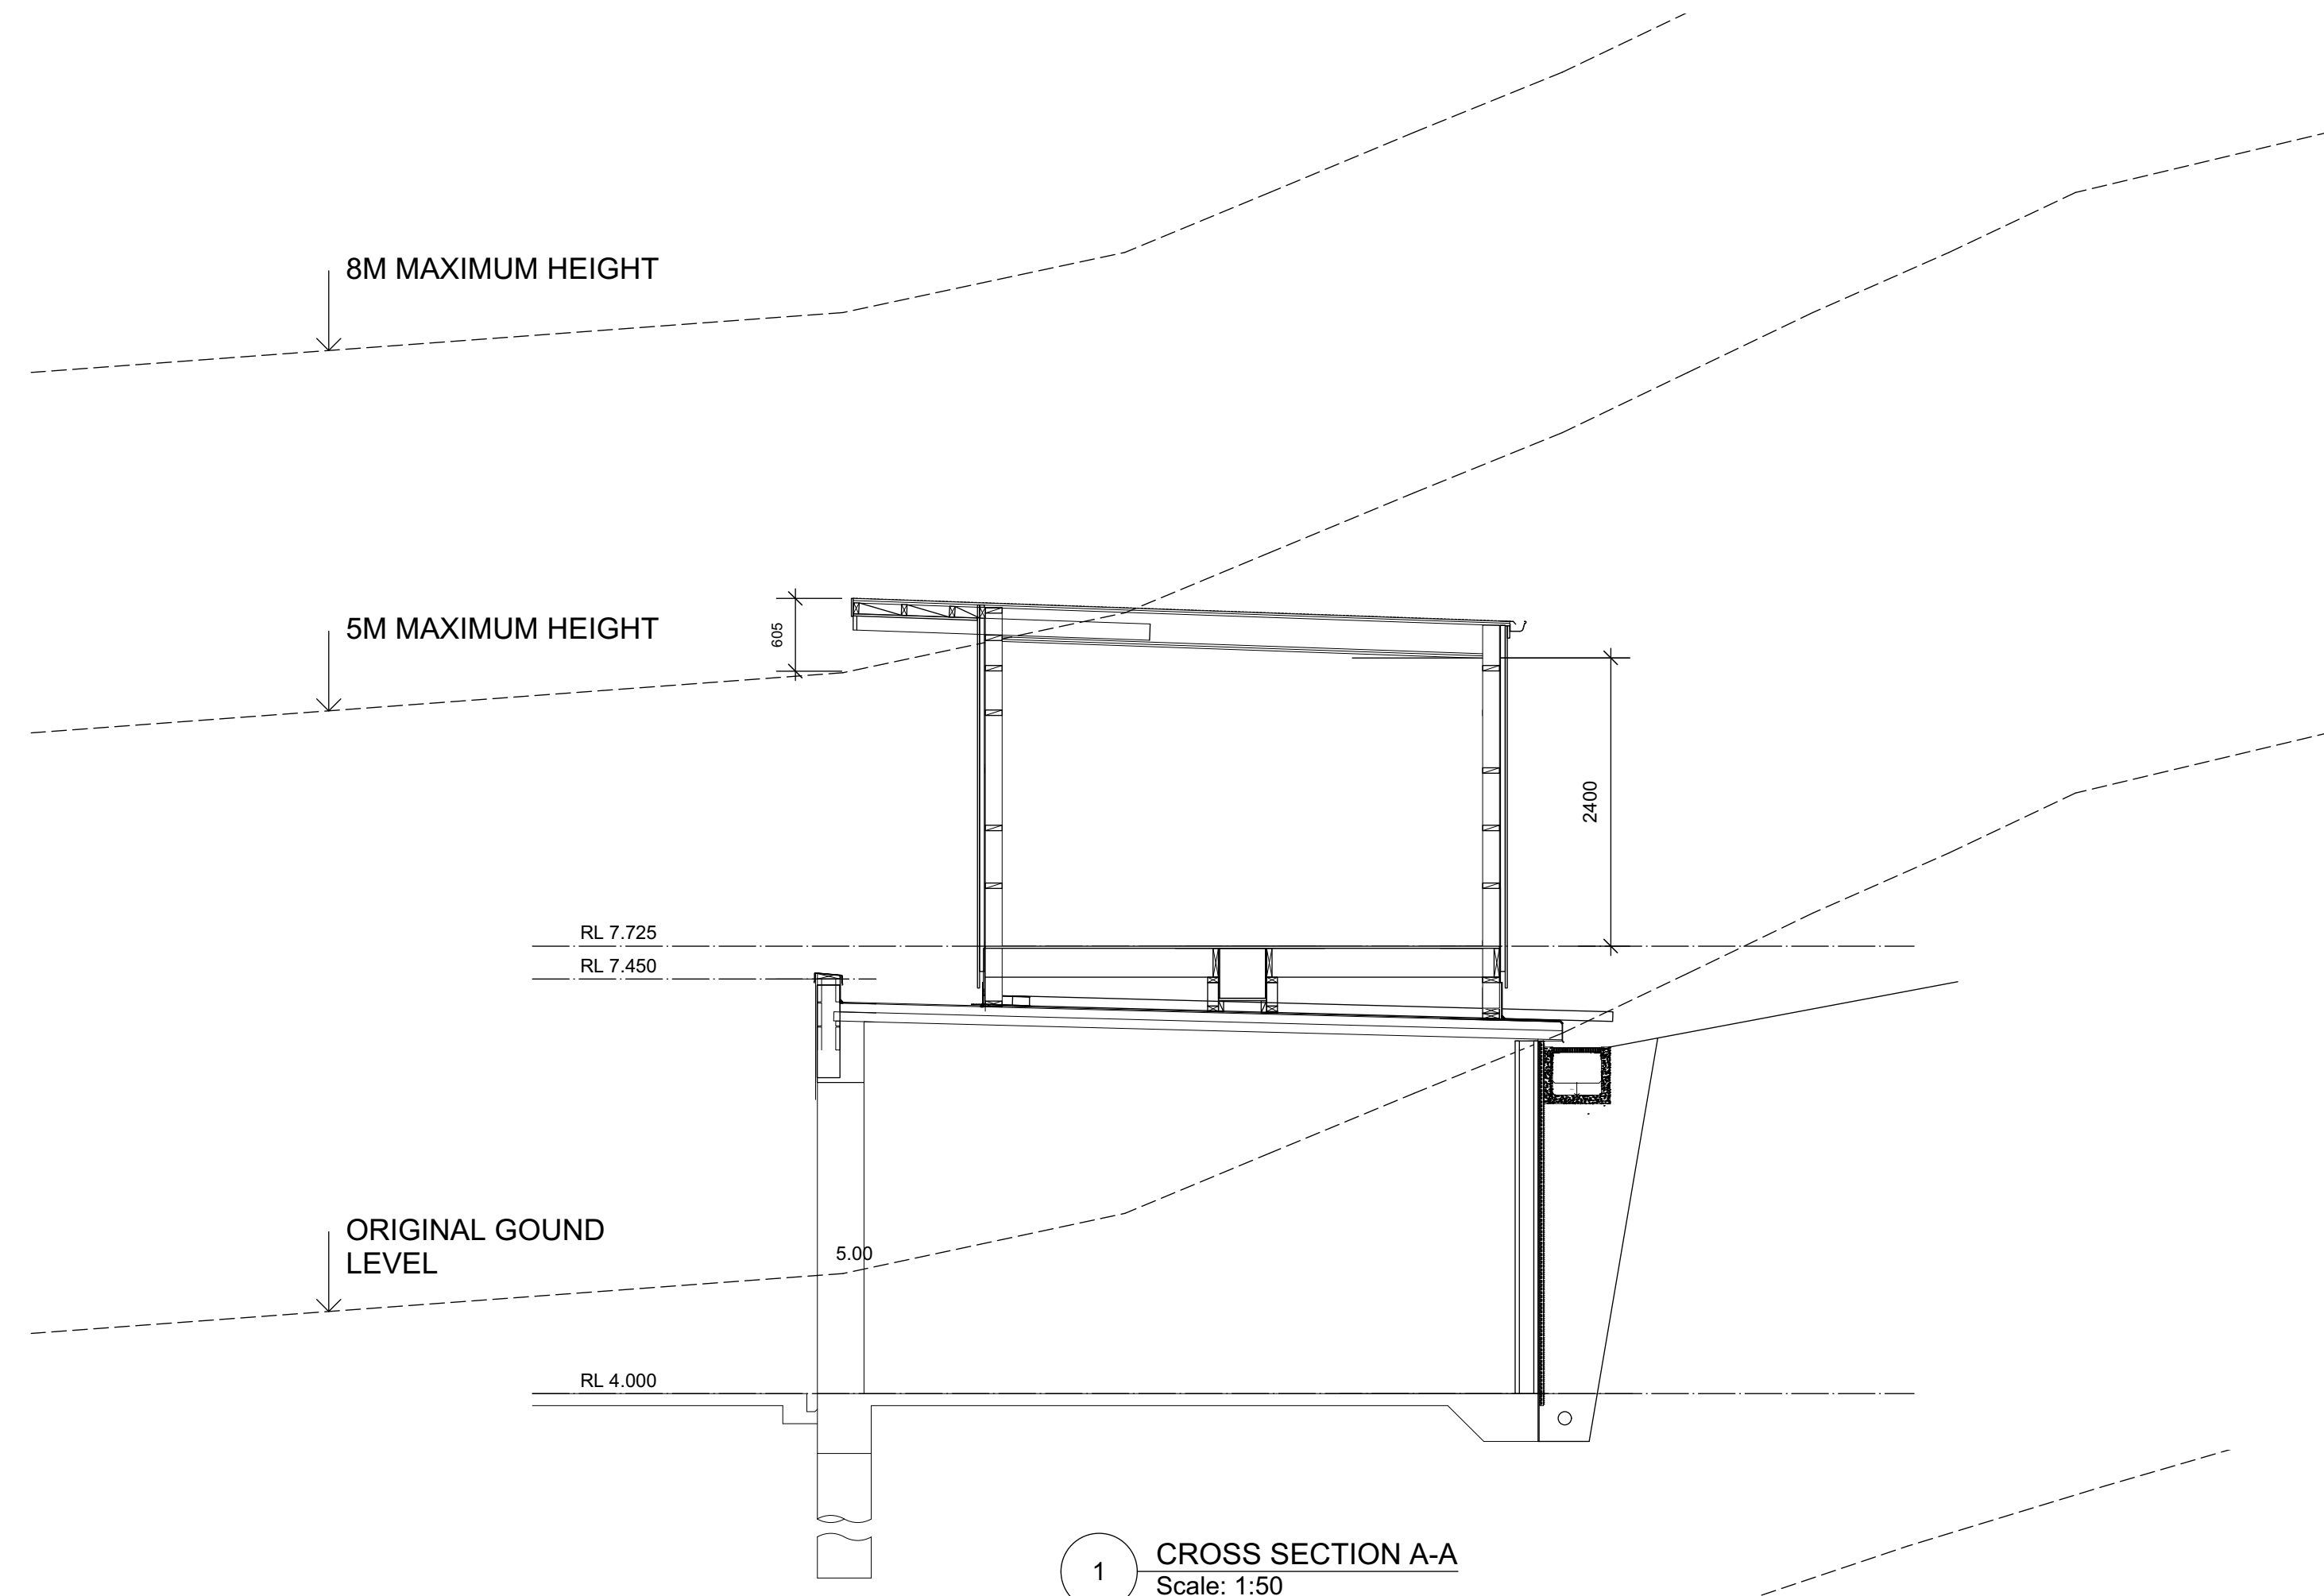 8M MAXIMUM HEIGHT
5M MAXIMUM HEIGHT
605
2400
RL 7.725
RL 7.450
ORIGINAL GOUND
LEVEL
5.00
RL 4.000
1
CROSS SECTION A-A
Scale: 1:50